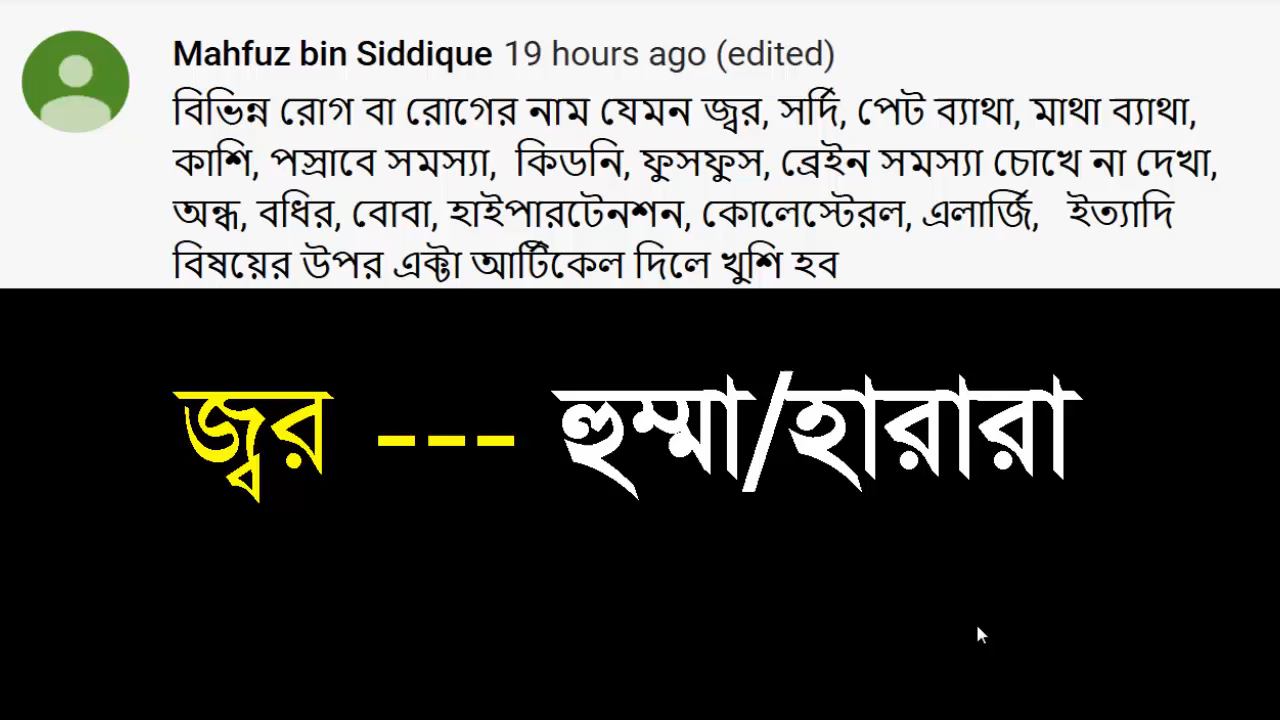 Mahfuz bin Siddique 19 hours ago (edited)
বিভিন্ন রোগ বা রোগের নাম যেমন জ্বর, সর্দি, পেট ব্যাথা, মাথা ব্যাথা,
কাশি, পস্রাবে সমস্যা, কিডনি, ফুসফুস, ব্রেইন সমস্যা চোখে না দেখা,
অন্ধ, বধির, বোবা, হাইপারটেনশন, কোলেস্টেরল, এলার্জি, ইত্যাদি
বিষয়ের উপর এক্টা আর্টিকেল দিলে খুশি হব
জ্বর --- হুম্মা/হারারা